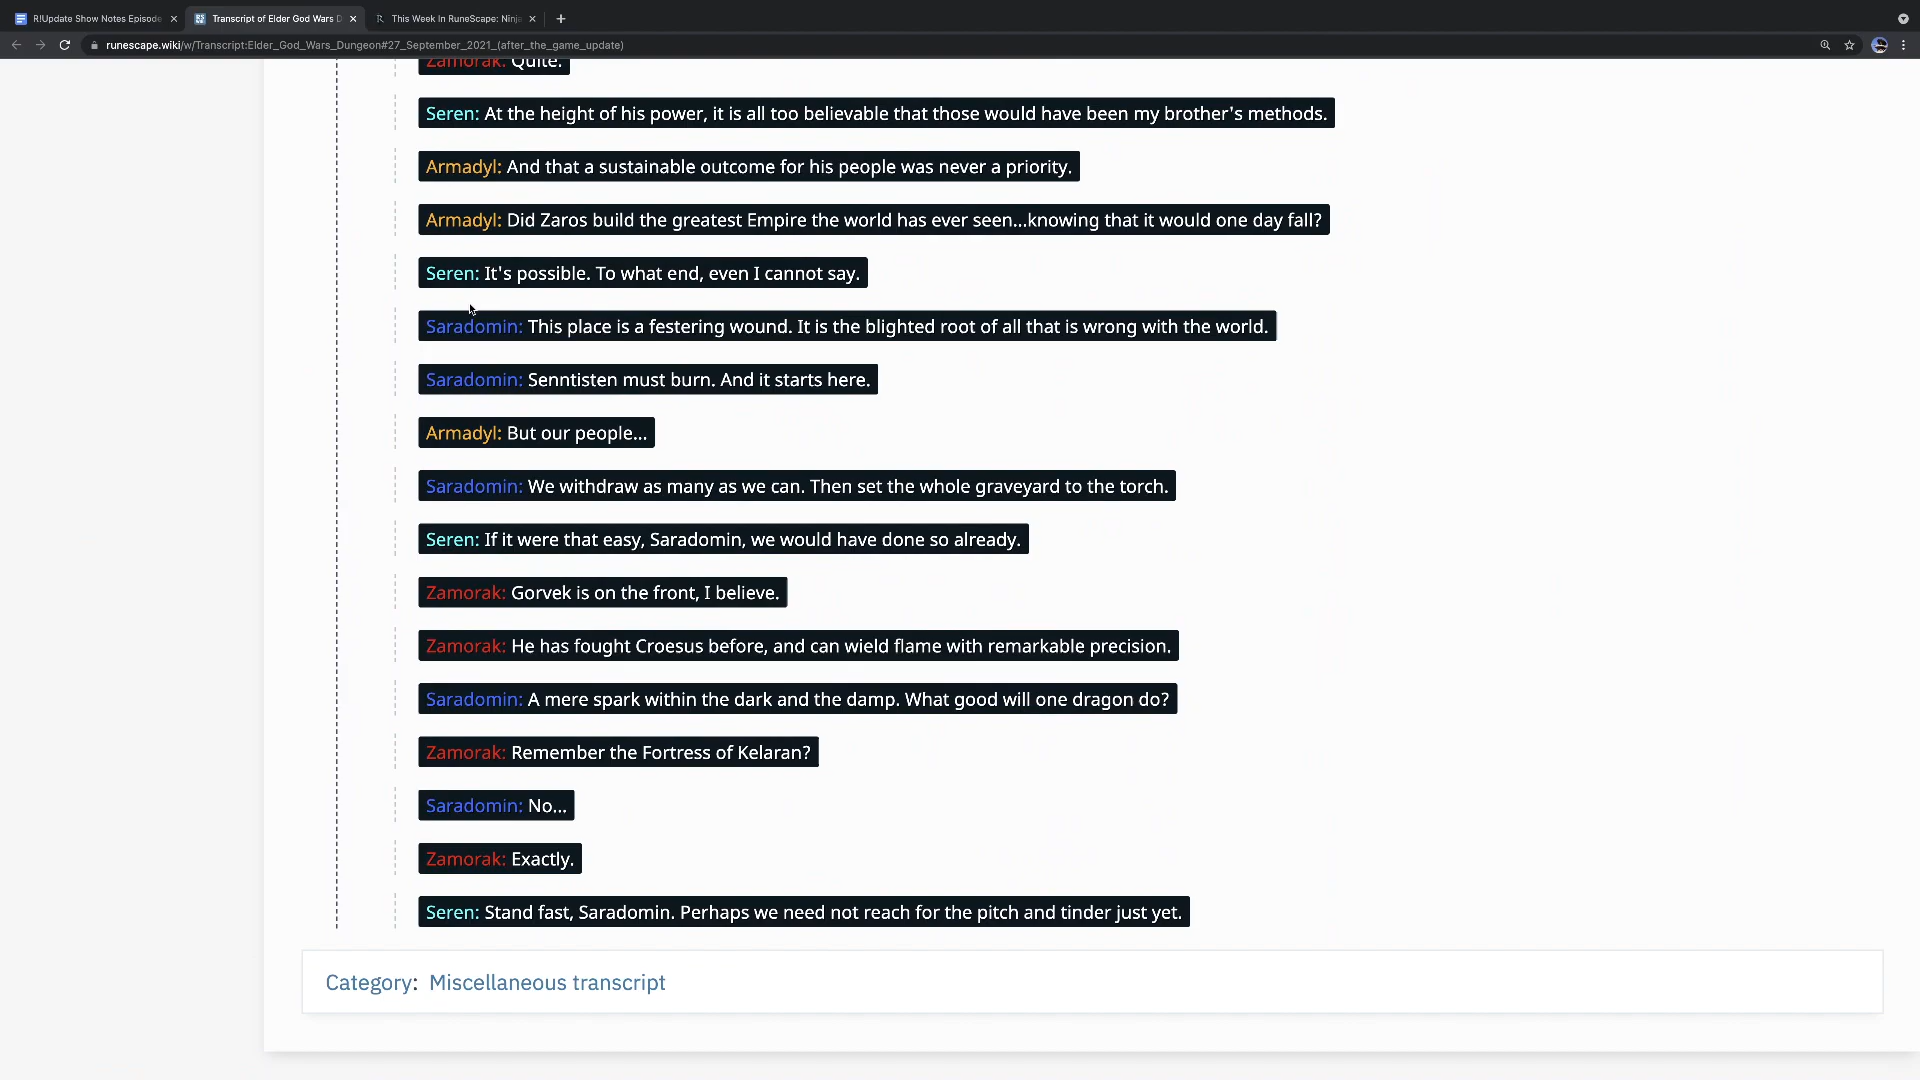 R!Update Show Notes Episode
Transcript of Elder God Wars D
This Week In RuneScape: Ninja
runescape.wiki/w/Transcript:Elder_God_Wars_Dungeon#27_September_2021_(after_the_game_update)
Zamorak: Quite.
Seren: At the height of his power, it is all too believable that those would have been my brother's methods.
Armadyl: And that a sustainable outcome for his people was never a priority.
Armadyl: Did Zaros build the greatest Empire the world has ever seen...knowing that it would one day fall?
Seren: It's possible. To what end, even I cannot say.
Saradomin: This place is a festering wound. It is the blighted root of all that is wrong with the world.
Saradomin: Senntisten must burn. And it starts here.
Armadyl: But our people...
Saradomin: We withdraw as many as we can. Then set the whole graveyard to the torch.
Seren: If it were that easy, Saradomin, we would have done so already.
Zamorak: Gorvek is on the front, I believe.
Zamorak: He has fought Croesus before, and can wield flame with remarkable precision.
Saradomin: A mere spark within the dark and the damp. What good will one dragon do?
Zamorak: Remember the Fortress of Kelaran?
Saradomin: No...
Zamorak: Exactly.
Seren: Stand fast, Saradomin. Perhaps we need not reach for the pitch and tinder just yet.
Category: Miscellaneous transcript